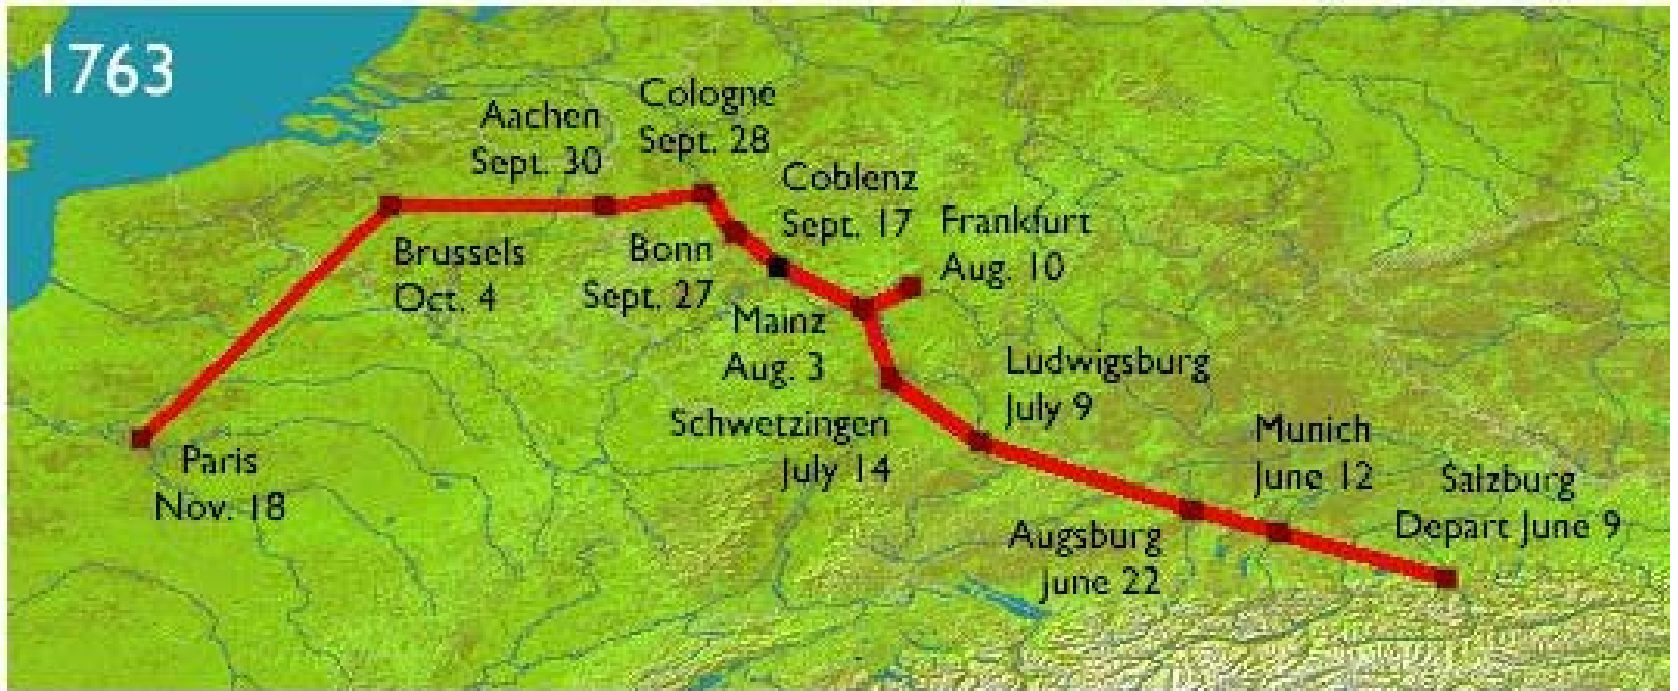 1763
Cologne
Sept. 28
Aachen
Sept. 30
Coblenz
Sept. 17
Frankfurt
Aug. 10
Brussels
Oct. 4
Bonn
Sept. 27
Mainz
Aug. 3
Ludwigsburg
July 9
Schwetzingen
July 14
Munich
June 12
Salzburg
Depart June 9
Paris
Nov. 18
Augsburg
June 22